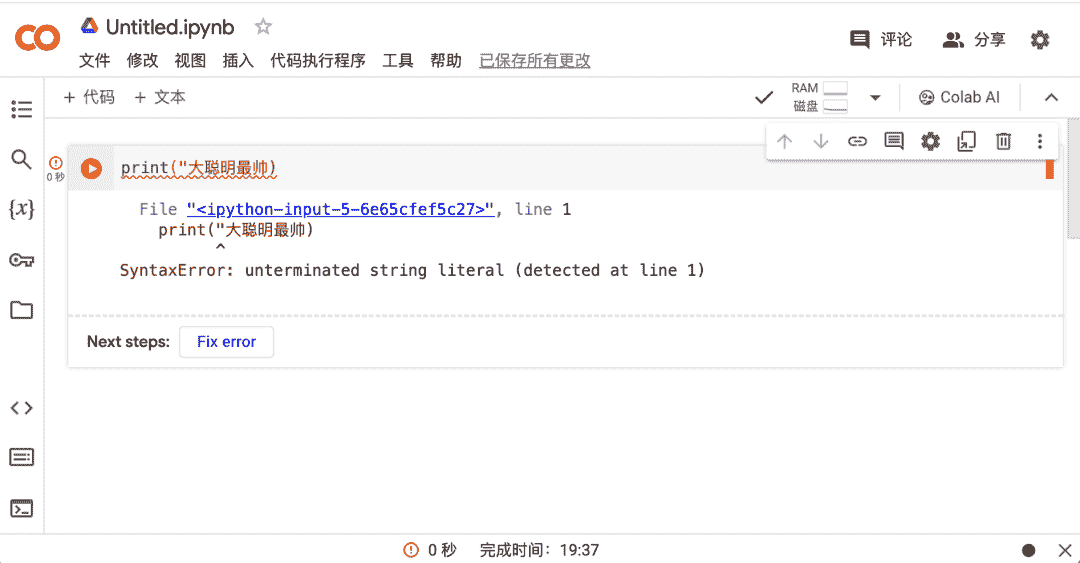 CO Untitled.ipynb
文件 修改 视图 插入 代码执行程序 工具 帮助 已保存所有更改 评论 分享
+ 代码 + 文本 RAM 磁盘 Colab AI
0 秒
print("大聪明最帅)
File "<ipython-input-5-6e65cfef5c27>", line 1
print("大聪明最帅)
^
SyntaxError: unterminated string literal (detected at line 1)
Next steps: Fix error
0 秒 完成时间：19:37